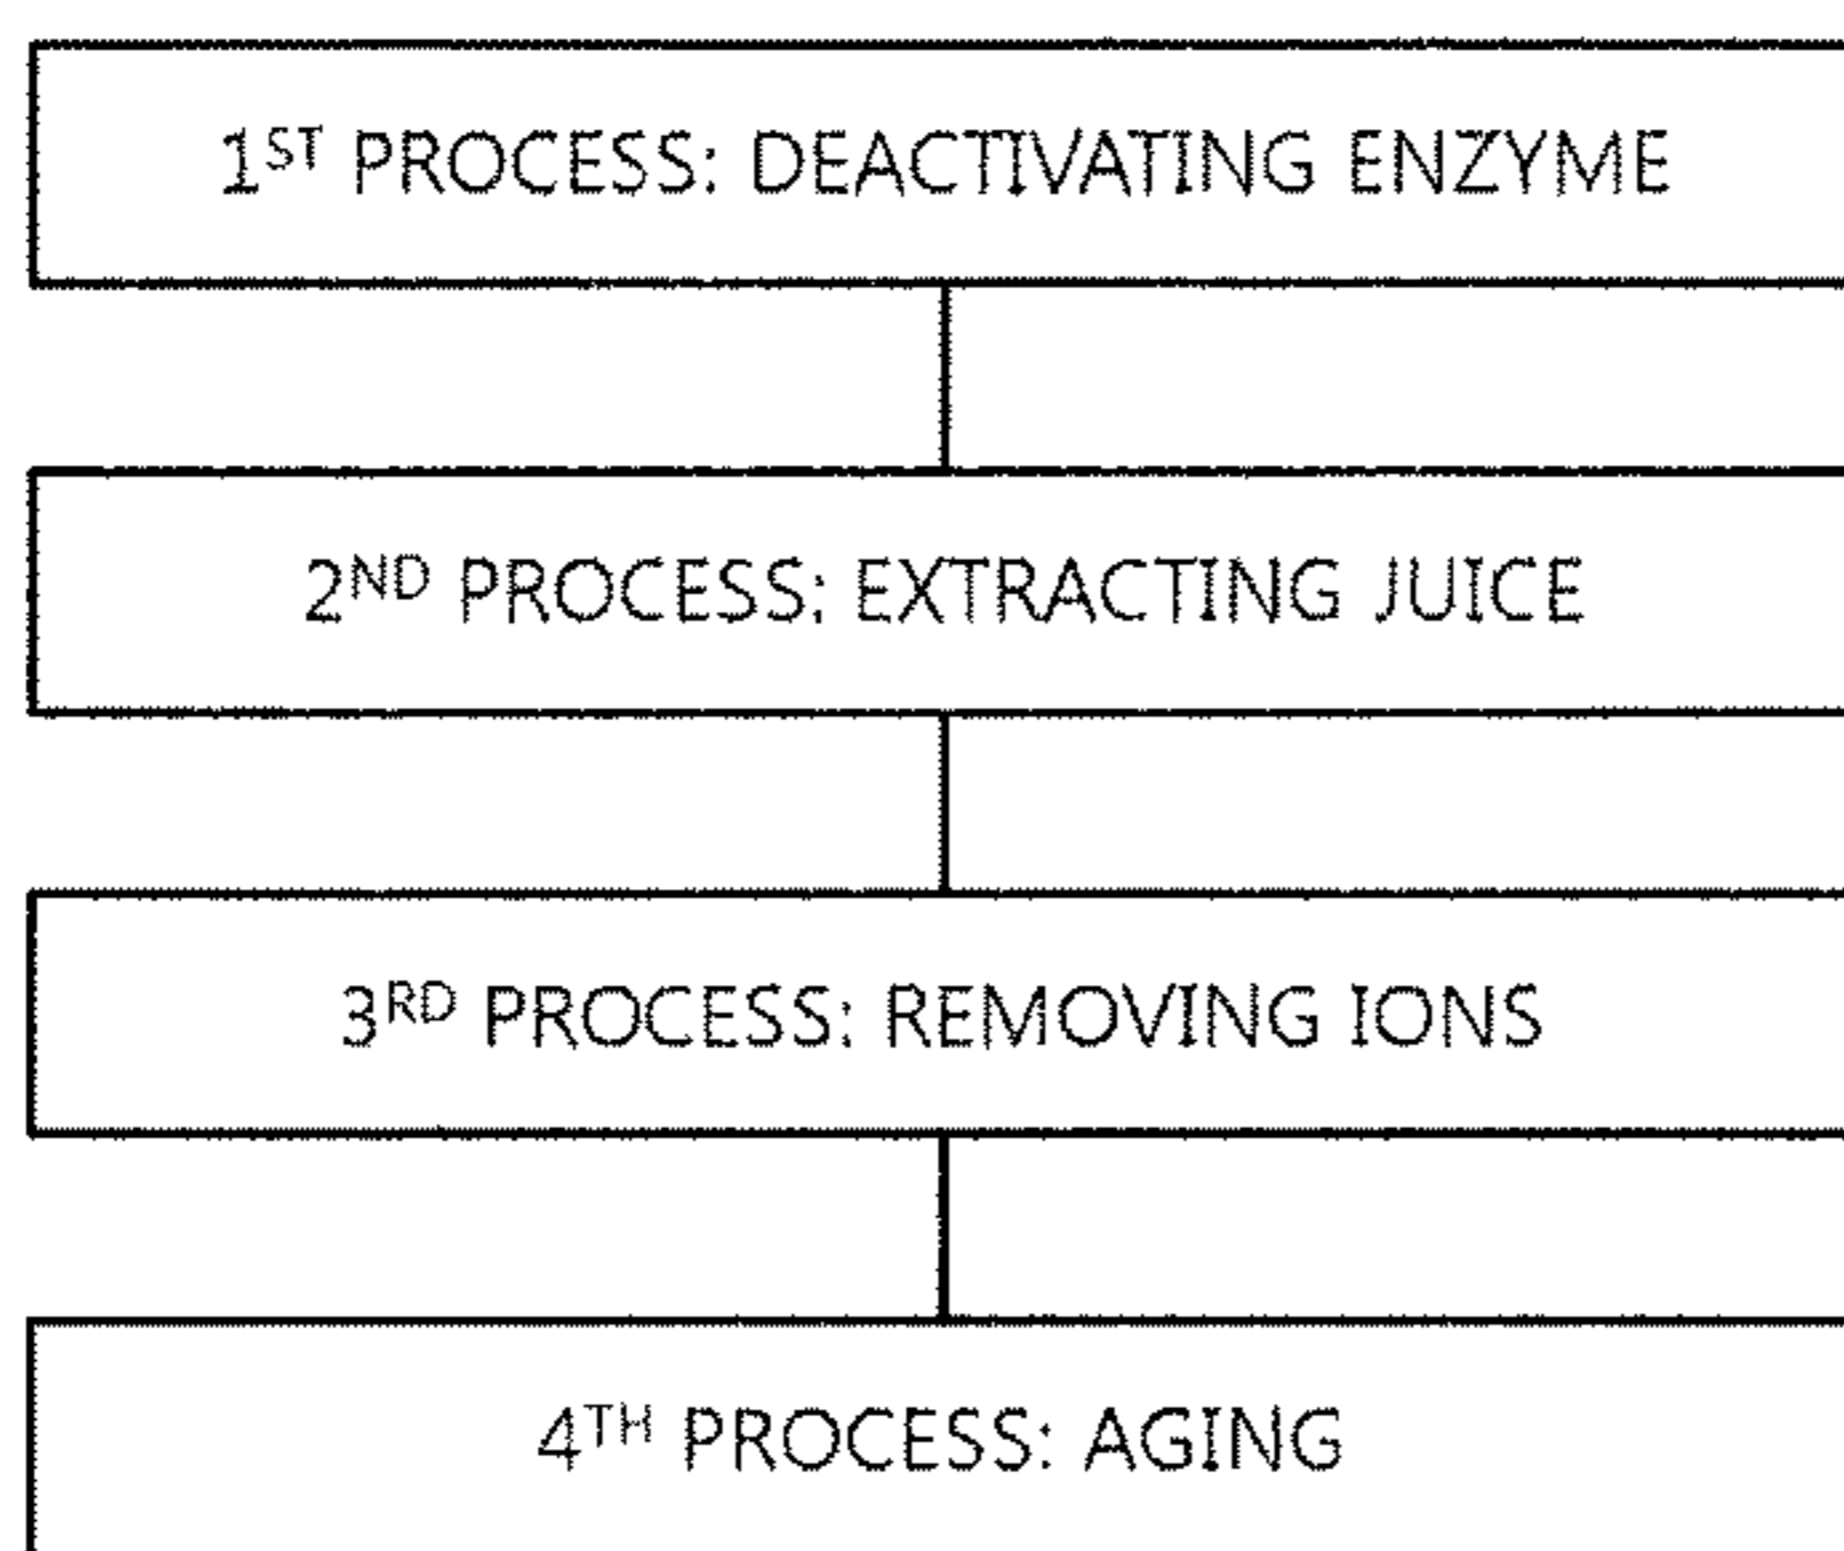 1ST PROCESS: DEACTIVATING ENZYME
2ND PROCESS: EXTRACTING JUICE
3RD PROCESS: REMOVING IONS
4TH PROCESS: AGING